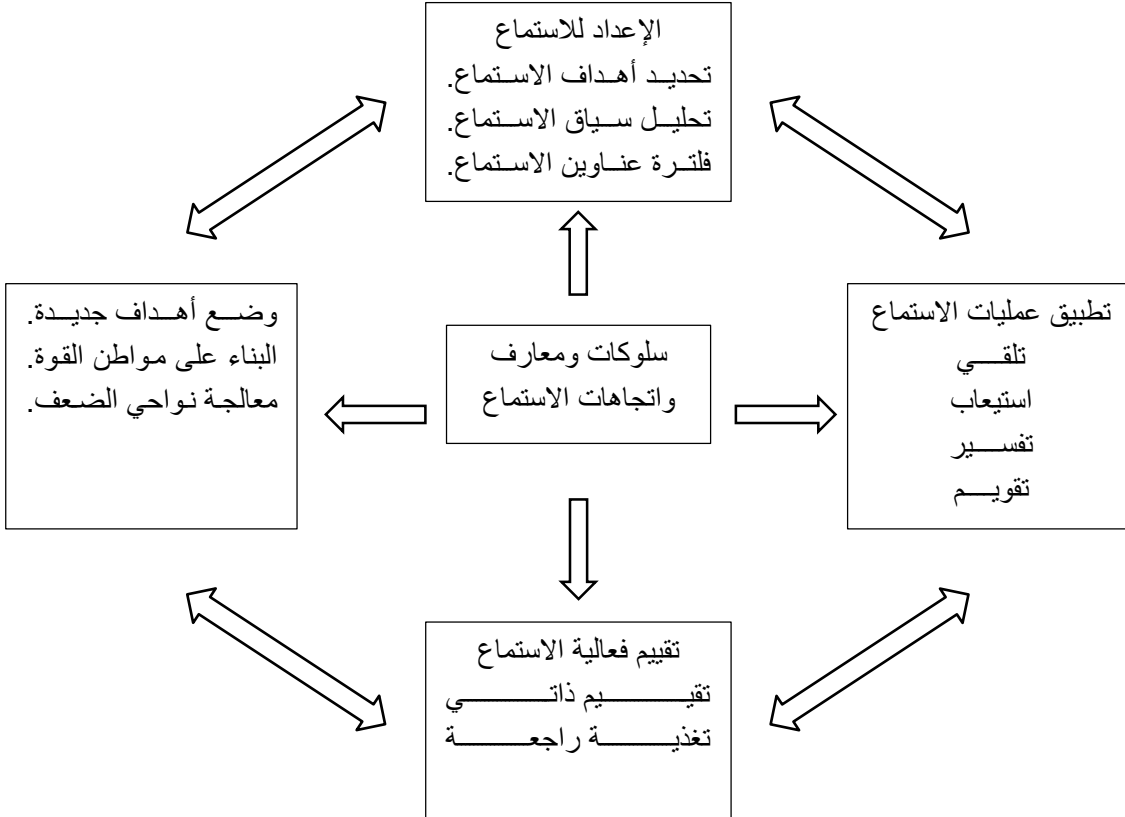 الإعداد للاستماع
تحديد أهداف الاستماع.
تحليل سياق الاستماع.
فلترة عناوين الاستماع.
تطبيق عمليات الاستماع
تلقي
استيعاب
تفسير
تقويم
سلوكات ومعارف
واتجاهات الاستماع
وضع أهداف جديدة.
البناء على مواطن القوة.
معالجة نواحي الضعف.
تقييم فعالية الاستماع
تقييم ذاتي
تغذية راجعة